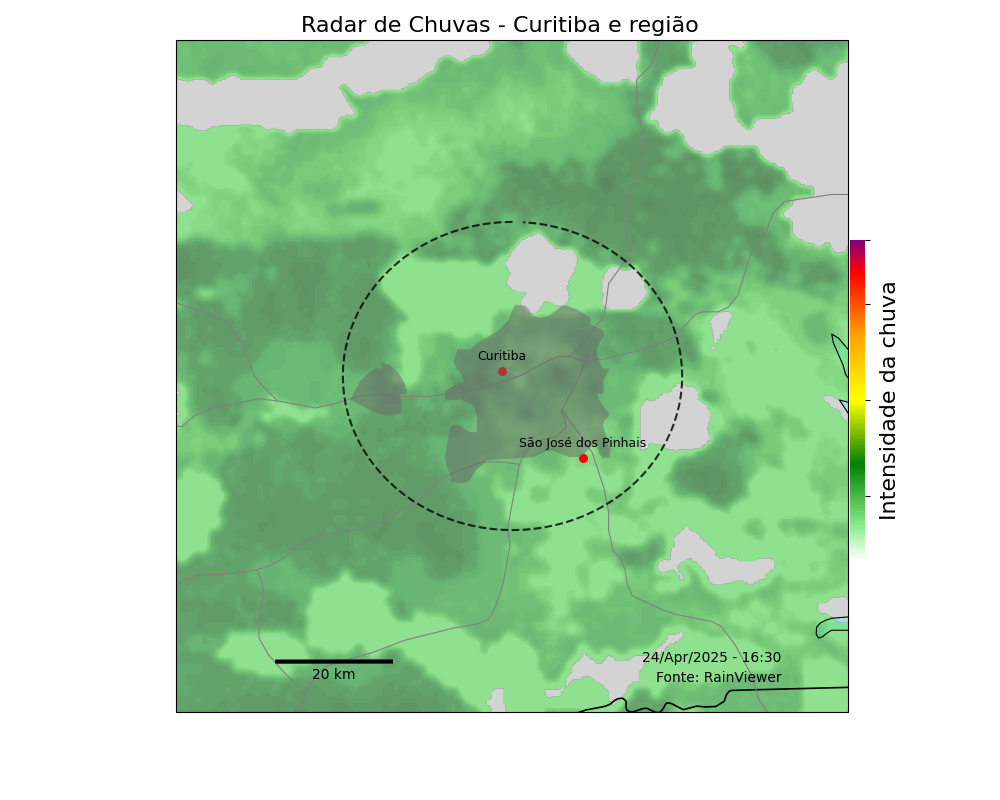 Radar de Chuvas - Curitiba e região
Curitiba
São José dos Pinhais
Intensidade da chuva
24/Apr/2025 - 16:30
Fonte: RainViewer
20 km